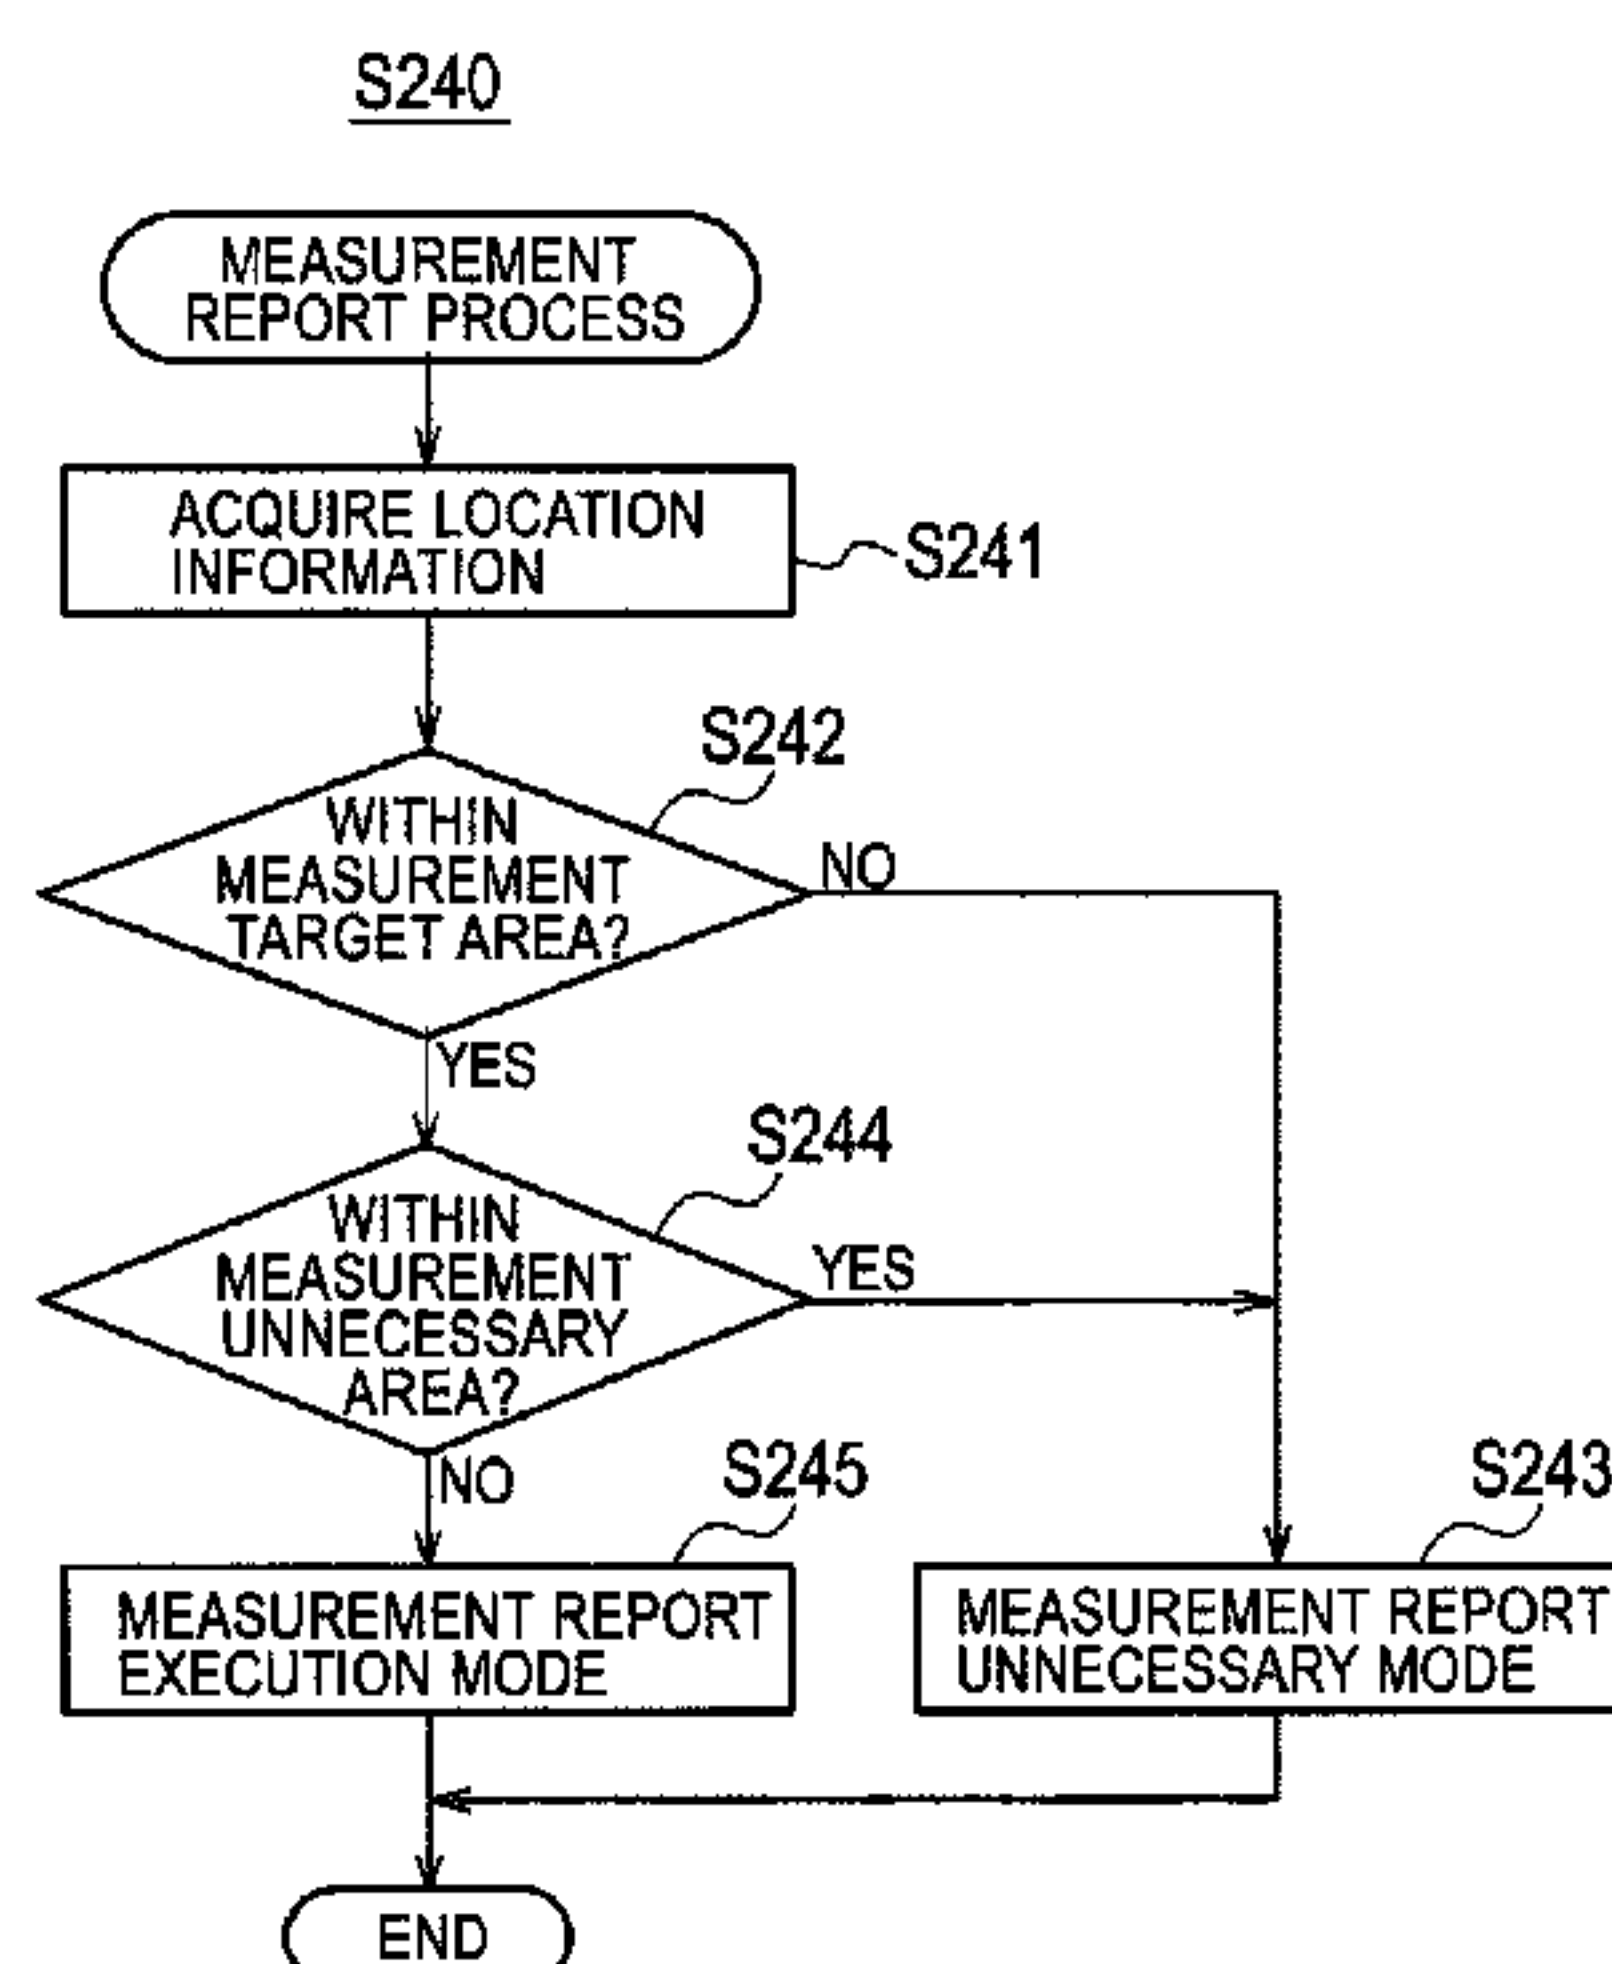 S240
MEASUREMENT
REPORT PROCESS
ACQUIRE LOCATION
INFORMATION
S241
S242
WITHIN
MEASUREMENT
TARGET AREA?
NO
YES
S244
WITHIN
MEASUREMENT
UNNECESSARY
AREA?
YES
NO
S245
MEASUREMENT REPORT
EXECUTION MODE
S243
MEASUREMENT REPORT
UNNECESSARY MODE
END